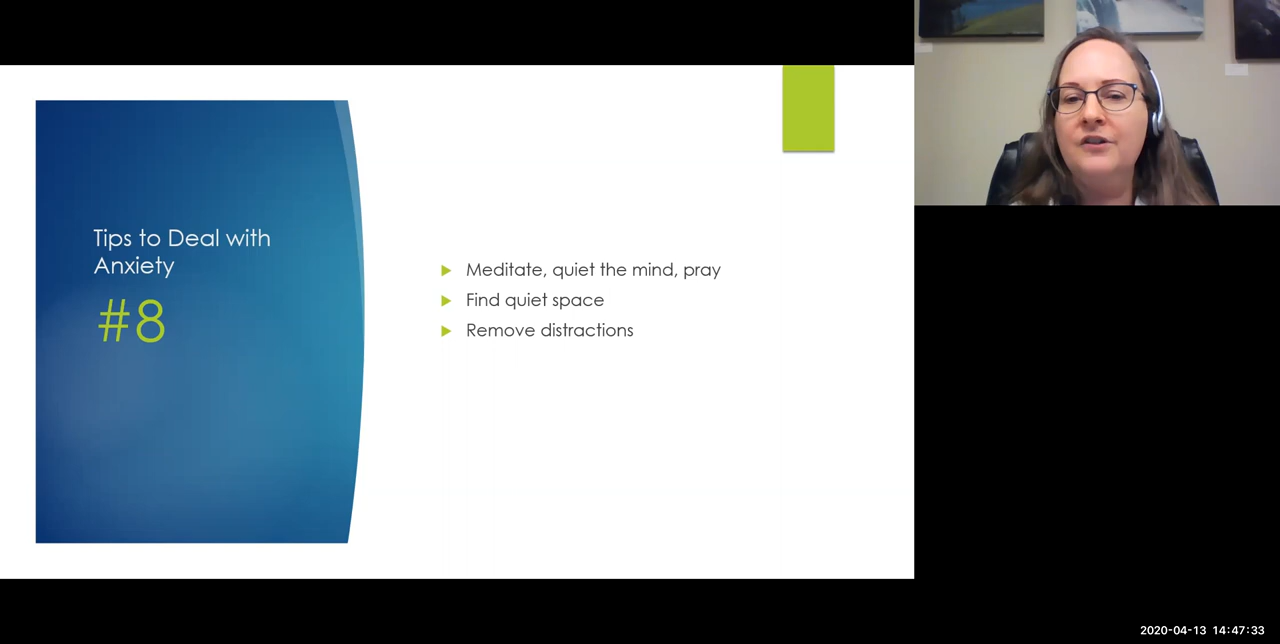 Tips to Deal with
Anxiety
#8
Meditate, quiet the mind, pray
Find quiet space
Remove distractions
2020-04-13 14:47:33